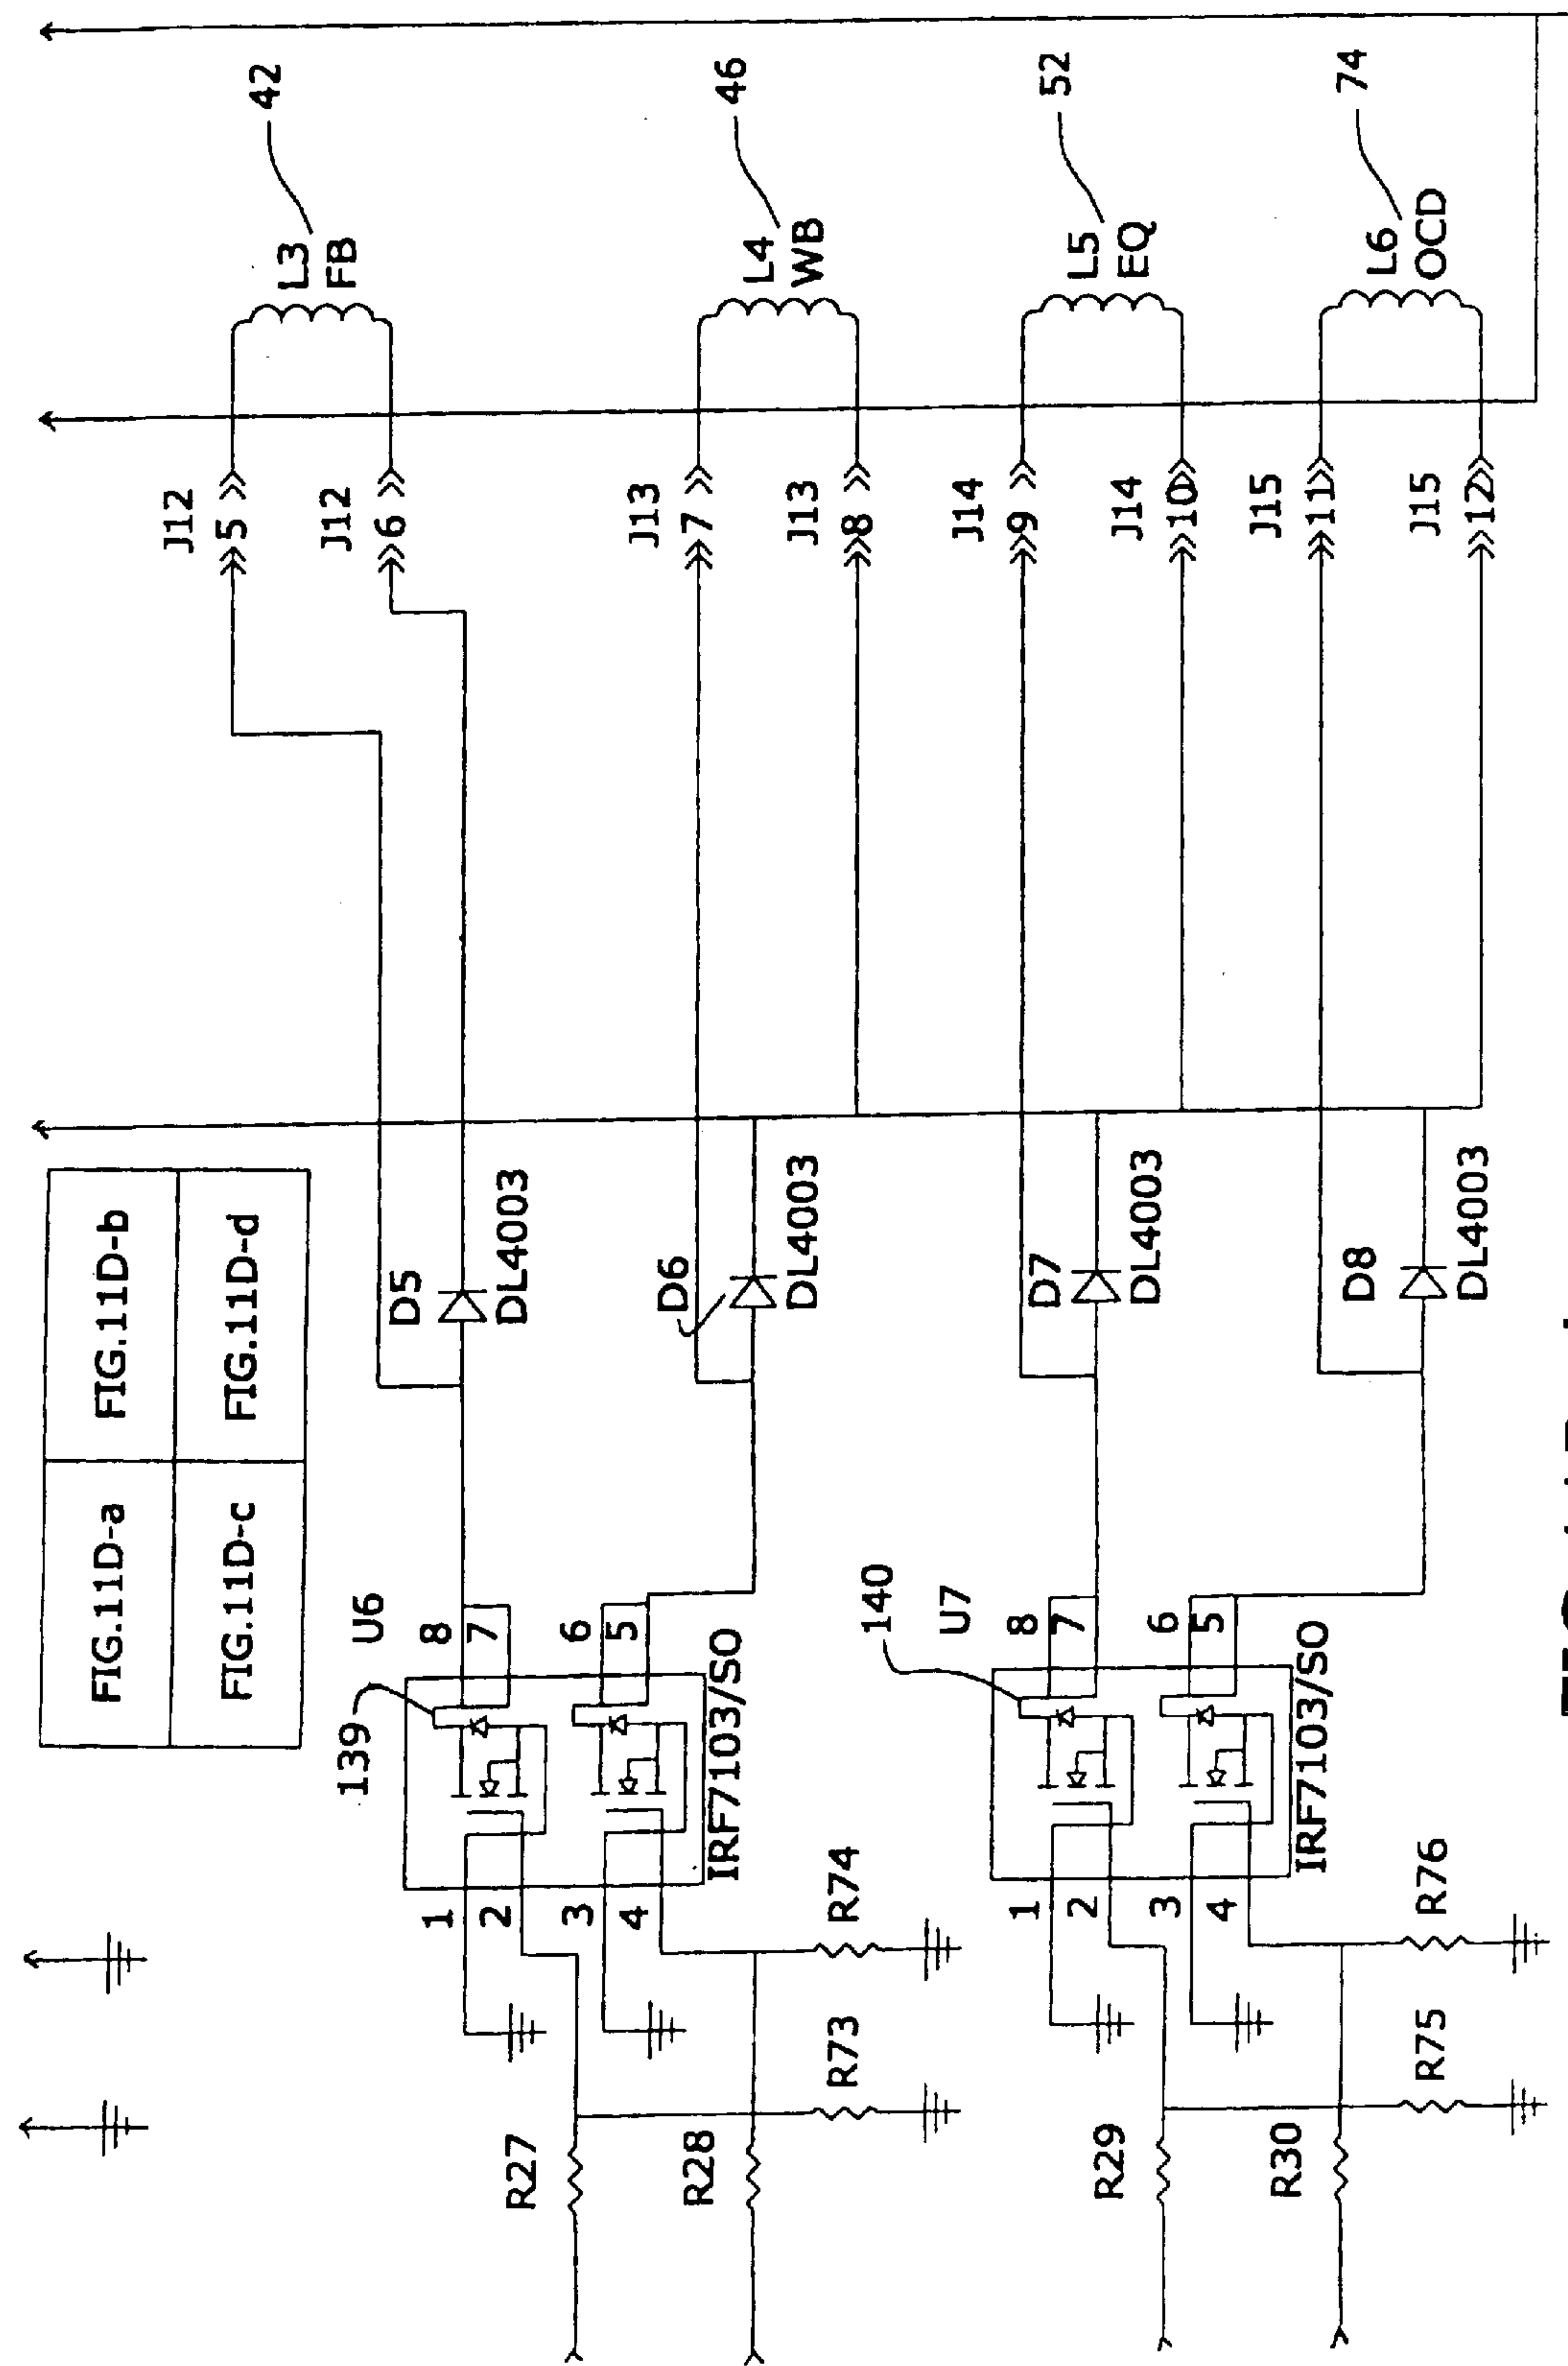 FIG.11D-a FIG.11D-b
FIG.11D-c FIG.11D-d
J12
5
L3
FB
42
J12
6
139
U6
8
7
D5
DL4003
1
2
R27
J13
7
L4
WB
46
J13
8
3
4
6
5
IRF7103/SO
D6
DL4003
R28
R73
R74
J14
9
L5
EQ
52
J14
10
140
U7
8
7
D7
DL4003
1
2
R29
J15
11
L6
OCD
74
J15
12
3
4
6
5
IRF7103/SO
D8
DL4003
R30
R75
R76